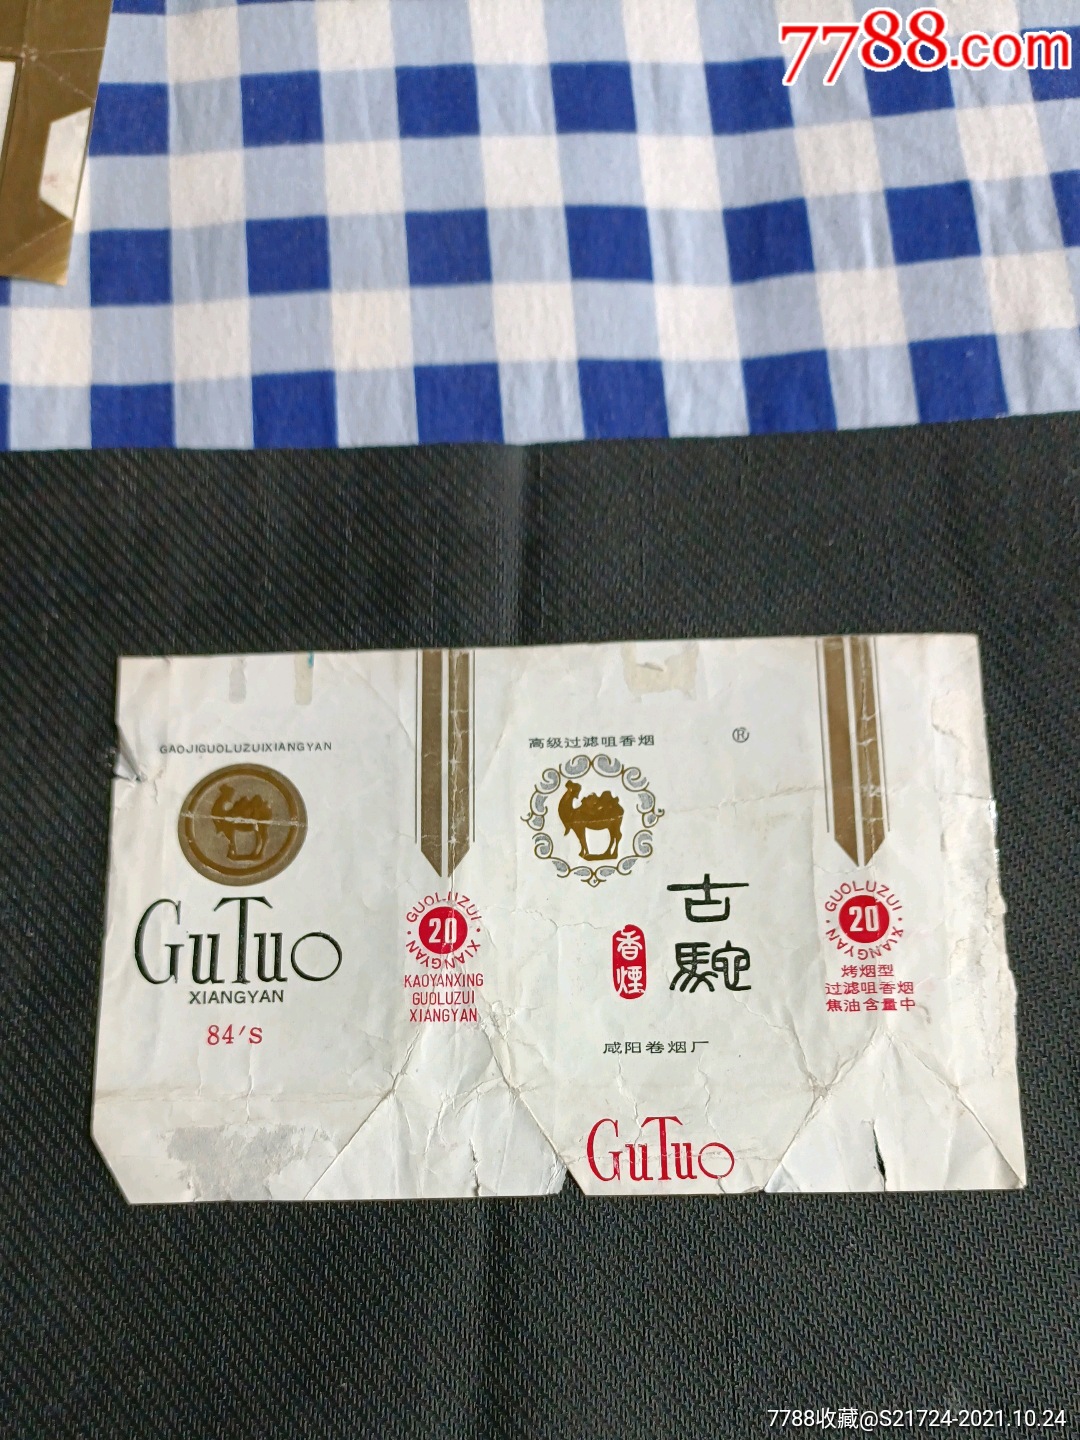 7788.com
GAOJIGUOLUZUIXIANGYAN
GuTuo
XIANGYAN
84's
GUOLUZUI · XIANGYAN ·
20
KAOYANXING
GUOLUZUI
XIANGYAN
高级过滤咀香烟
®
古駝
香煙
咸阳卷烟厂
GuTuo
GUOLUZUI · XIANGYAN ·
20
烤烟型
过滤咀香烟
焦油含量中
7788收藏@S21724-2021.10.24